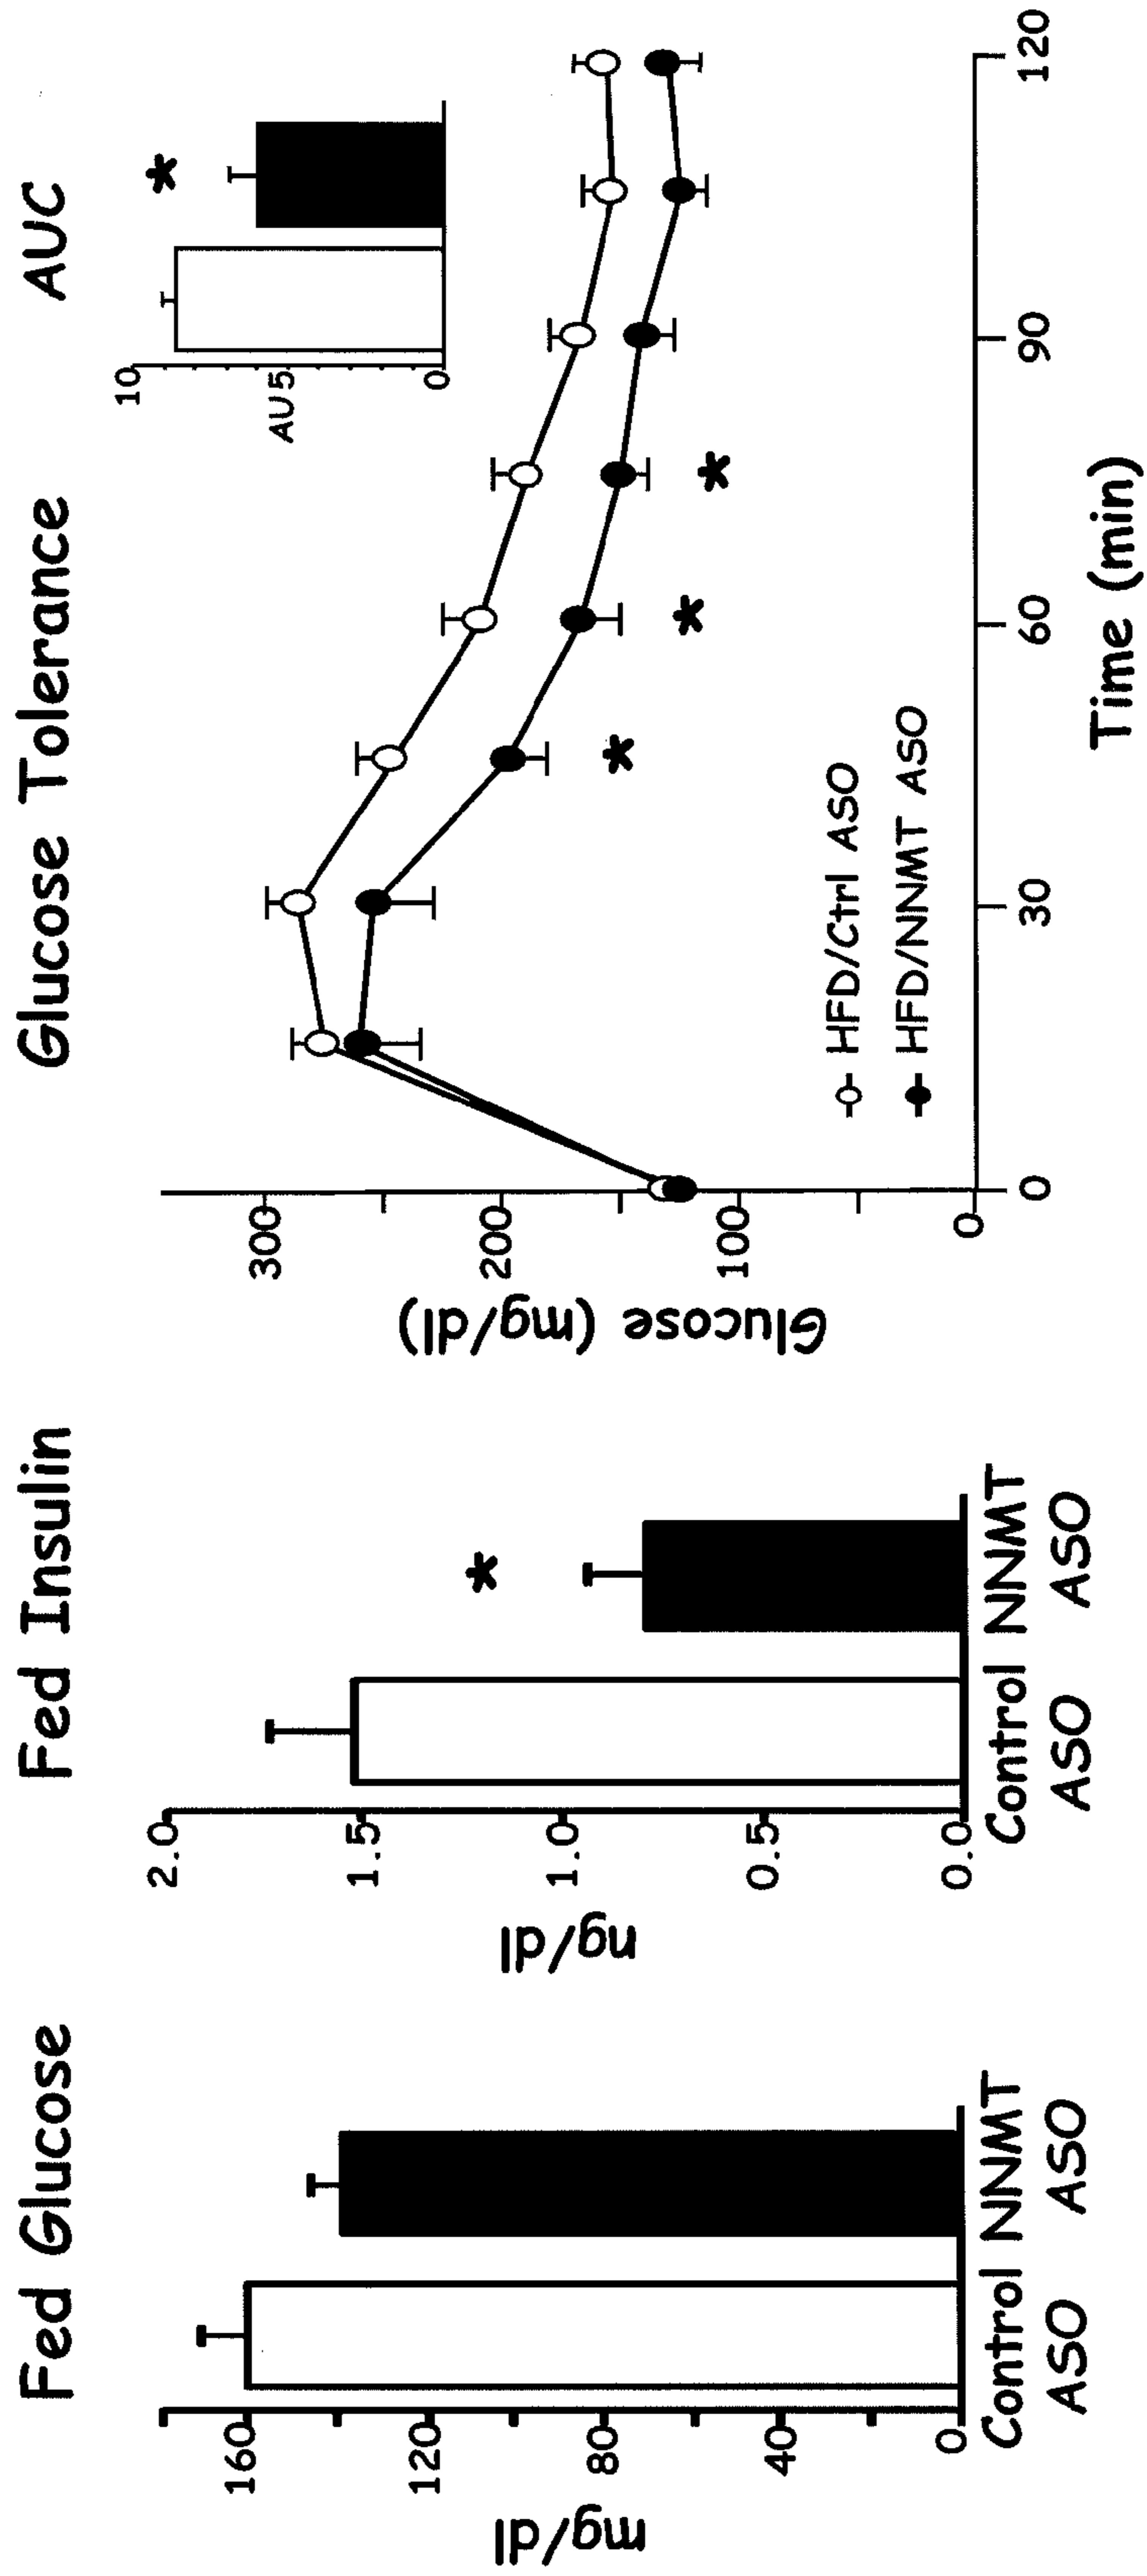 Fed Glucose
mg/dl
160
120
80
40
0
Control NNMT
ASO ASO
Fed Insulin
ng/dl
2.0
1.5
1.0
0.5
0.0
Control NNMT
ASO ASO
*
Glucose Tolerance
Glucose (mg/dl)
300
200
100
0
0 30 60 90 120
Time (min)
HFD/Ctrl ASO
HFD/NNMT ASO
* * *
AUC
10
AU 5
0
*